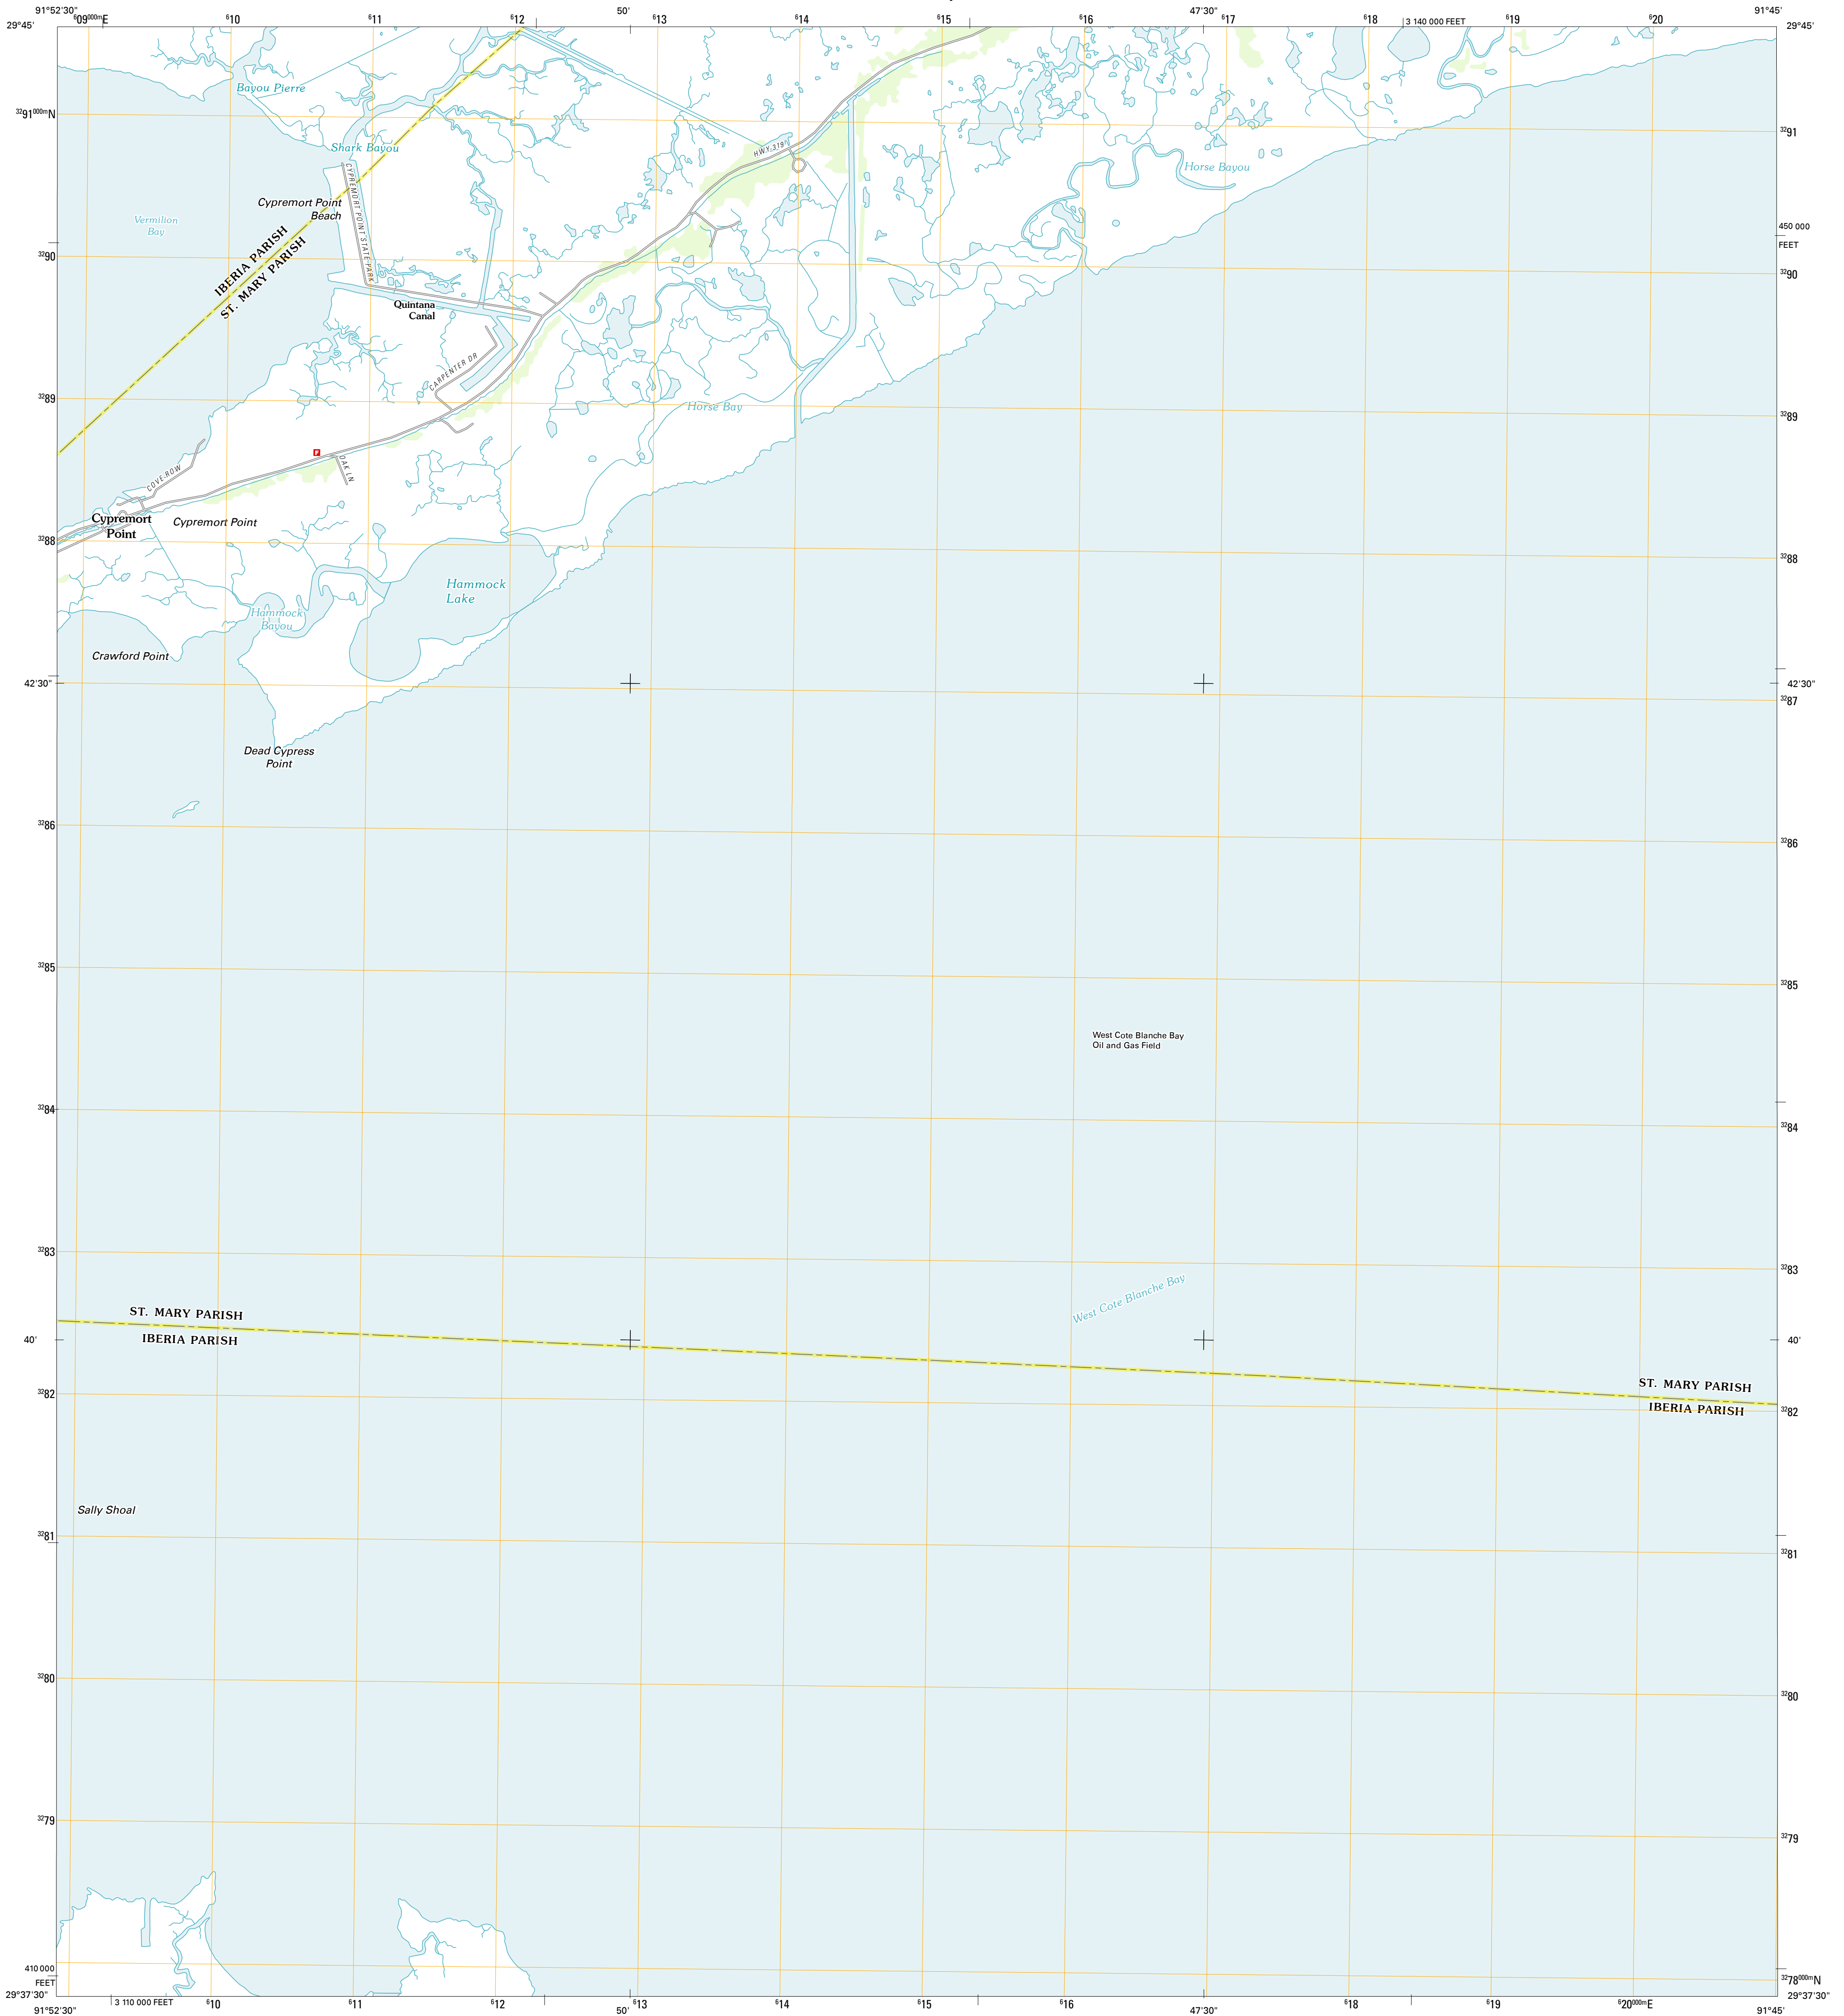 91°52'30"
609000mE
610
611
612
50'
613
614
615
616
47'30"
617
618
3 140 000 FEET
619
620
91°45'
29°45'
29°45'
Bayou Pierre
3291000mN
3291
Shark Bayou
HWY 319
Horse Bayou
CYPREMORT POINT STATE PARK
Cypremort Point
Beach
Vermilion
Bay
450 000
FEET
IBERIA PARISH
ST. MARY PARISH
3290
3290
Quintana
Canal
CARPENTER DR
3289
Horse Bay
3289
F
COVE ROW
OAK LN
Cypremort
Point
Cypremort Point
3288
3288
Hammock
Lake
Hammock
Bayou
Crawford Point
42'30"
42'30"
3287
Dead Cypress
Point
3286
3286
3285
3285
West Cote Blanche Bay
Oil and Gas Field
3284
3284
3283
3283
West Cote Blanche Bay
ST. MARY PARISH
IBERIA PARISH
40'
40'
ST. MARY PARISH
IBERIA PARISH
3282
3282
Sally Shoal
3281
3281
3280
3280
3279
3279
410 000
FEET
3278000mN
29°37'30"
29°37'30"
91°52'30"
3 110 000 FEET
610
611
612
50'
613
614
615
616
47'30"
618
619
620000mE
91°45'